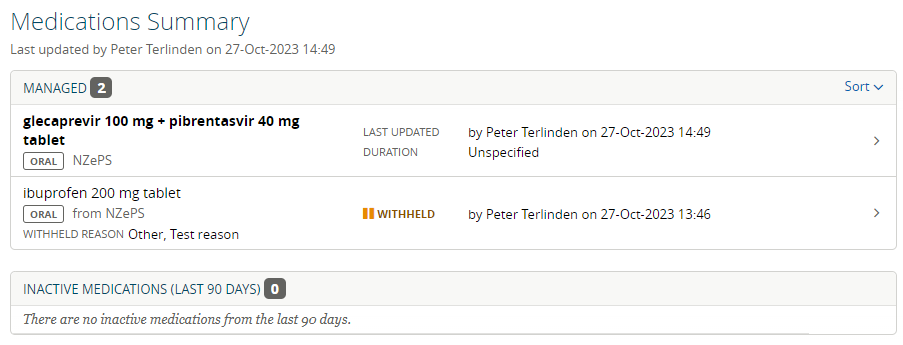 Medications Summary
Last updated by Peter Terlinden on 27-Oct-2023 14:49
MANAGED 2
Sort
glecaprevir 100 mg + pibrentasvir 40 mg
tablet
ORAL NZePS
LAST UPDATED by Peter Terlinden on 27-Oct-2023 14:49
DURATION Unspecified
ibuprofen 200 mg tablet
ORAL from NZePS
WITHHELD REASON Other, Test reason
WITHHELD by Peter Terlinden on 27-Oct-2023 13:46
INACTIVE MEDICATIONS (LAST 90 DAYS) 0
There are no inactive medications from the last 90 days.